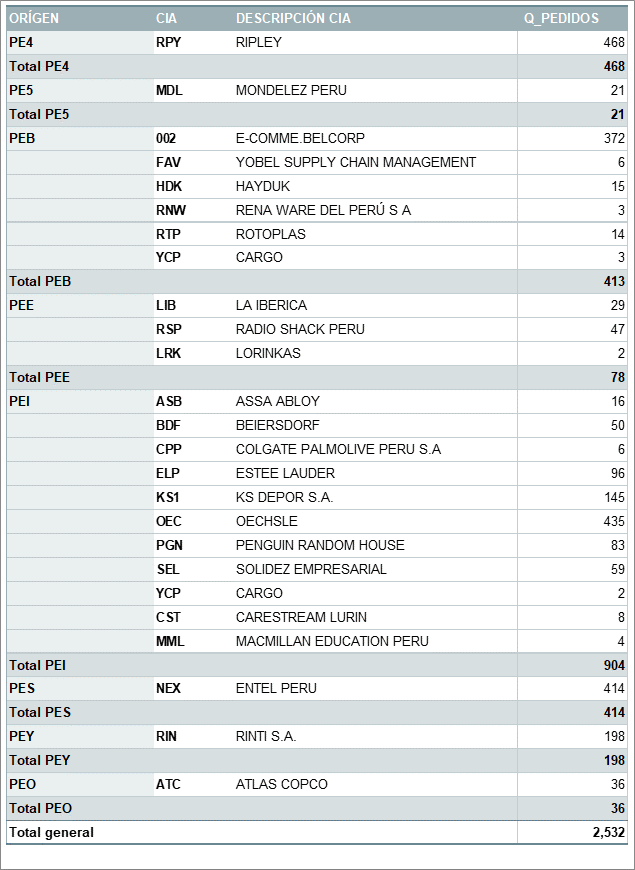 ORÍGEN CIA DESCRIPCIÓN CIA Q_PEDIDOS
PE4 RPY RIPLEY 468
Total PE4 468
PE5 MDL MONDELEZ PERU 21
Total PE5 21
PEB 002 E-COMME.BELCORP 372
FAV YOBEL SUPPLY CHAIN MANAGEMENT 6
HDK HAYDUK 15
RNW RENA WARE DEL PERÚ S A 3
RTP ROTOPLAS 14
YCP CARGO 3
Total PEB 413
PEE LIB LA IBERICA 29
RSP RADIO SHACK PERU 47
LRK LORINKAS 2
Total PEE 78
PEI ASB ASSA ABLOY 16
BDF BEIERSDORF 50
CPP COLGATE PALMOLIVE PERU S.A 6
ELP ESTEE LAUDER 96
KS1 KS DEPOR S.A. 145
OEC OECHSLE 435
PGN PENGUIN RANDOM HOUSE 83
SEL SOLIDEZ EMPRESARIAL 59
YCP CARGO 2
CST CARESTREAM LURIN 8
MML MACMILLAN EDUCATION PERU 4
Total PEI 904
PES NEX ENTEL PERU 414
Total PES 414
PEY RIN RINTI S.A. 198
Total PEY 198
PEO ATC ATLAS COPCO 36
Total PEO 36
Total general 2,532